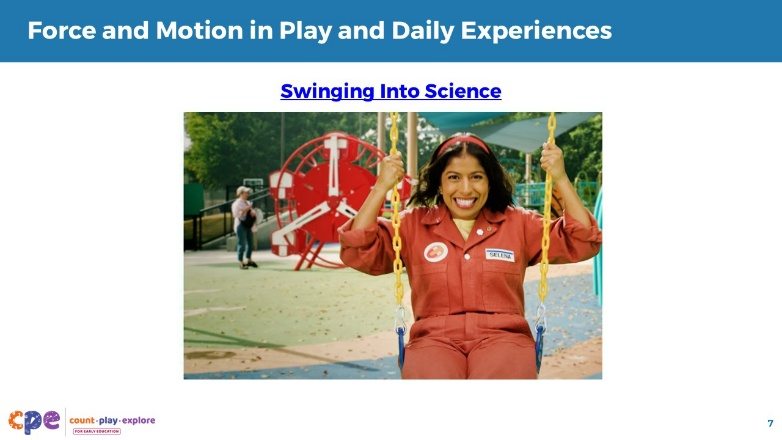 Force and Motion in Play and Daily Experiences
Swinging Into Science
SELENA
cpe
count·play·explore
FOR EARLY EDUCATION
7